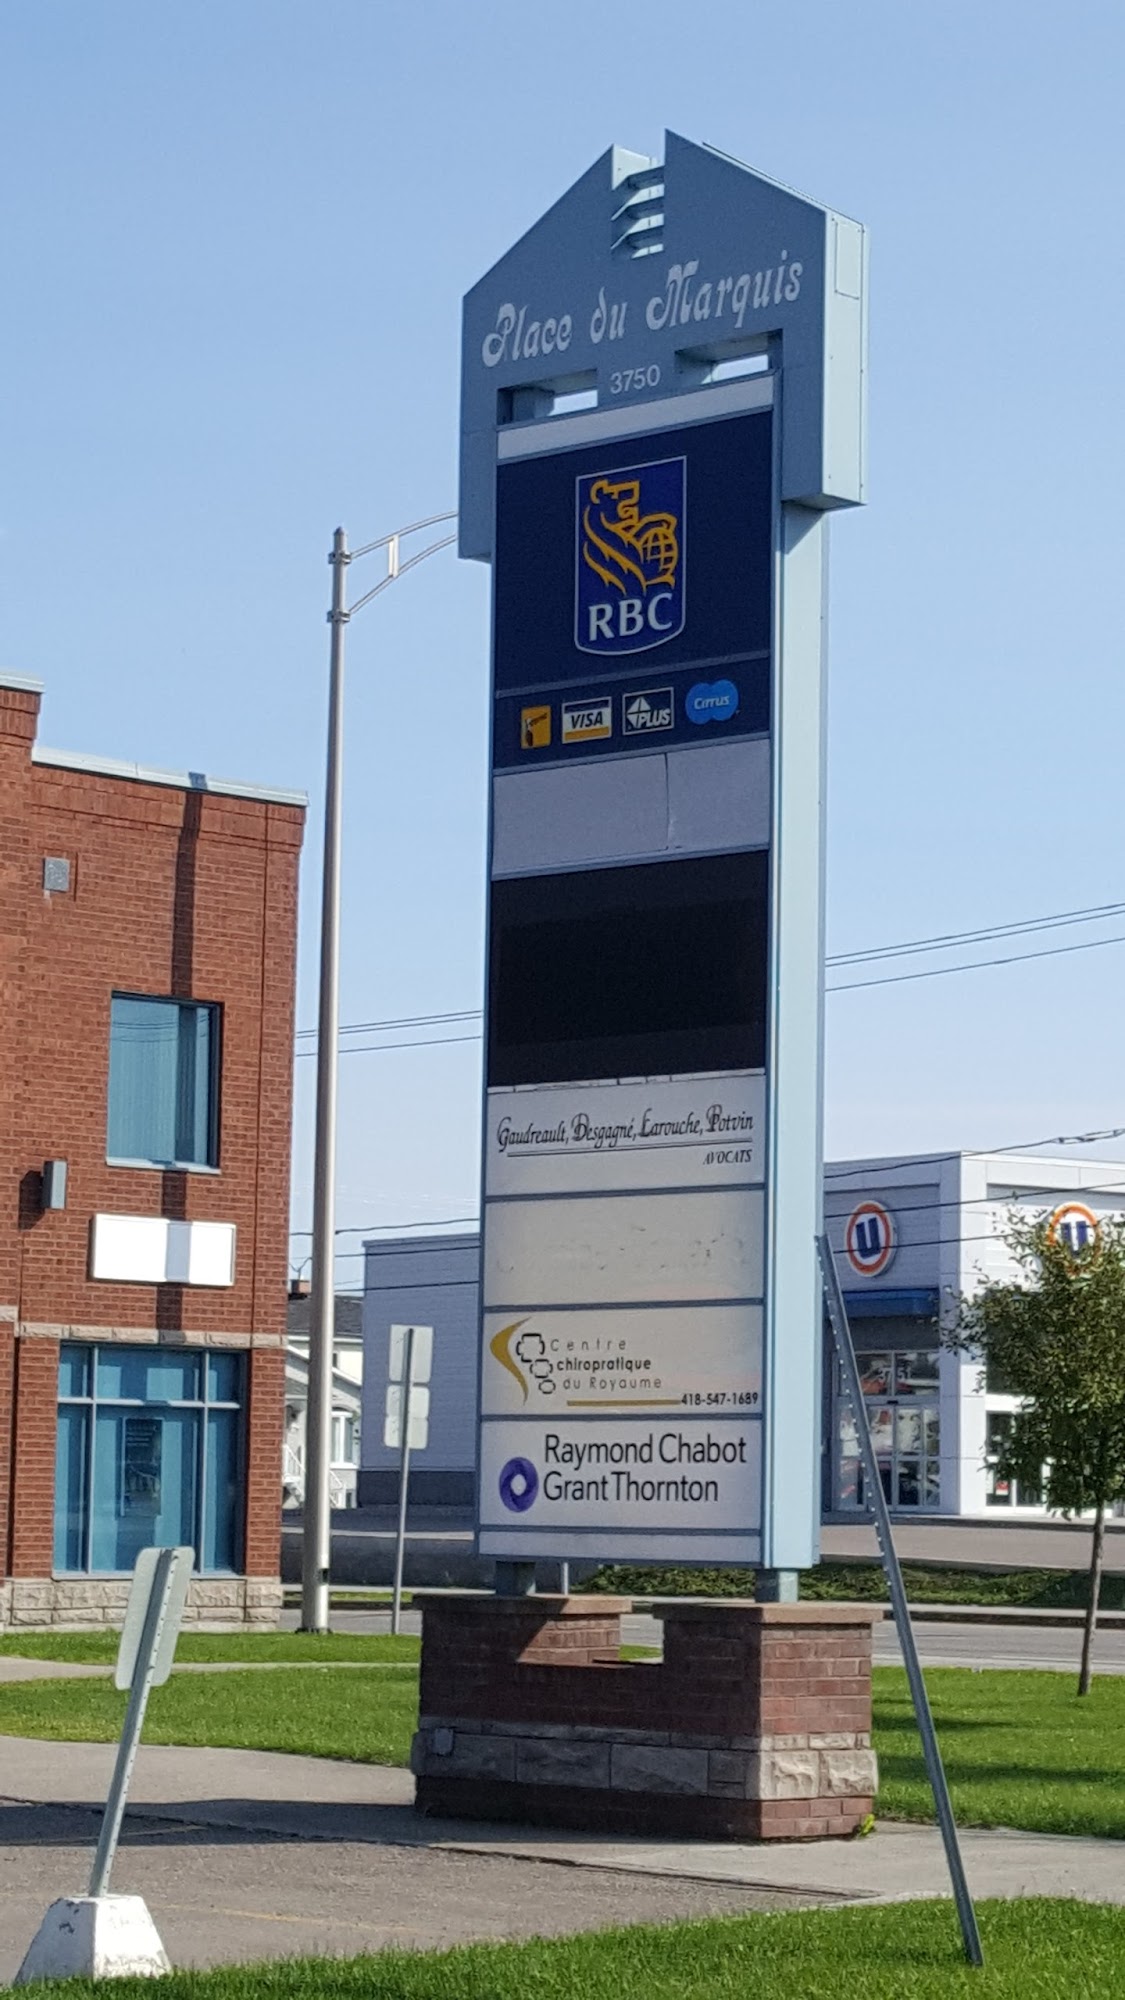 Place du Marquis
3750
RBC
VISA
PLUS
Cirrus
Gaudreault, Desgagné, Larouche, Potvin
AVOCATS
Centre
chiropratique
du Royaume
418-547-1689
Raymond Chabot
Grant Thornton
U
U
3751